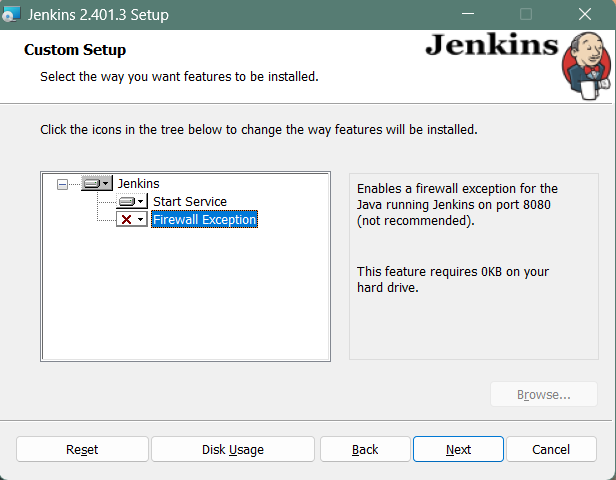 Jenkins 2.401.3 Setup
Custom Setup
Jenkins
Select the way you want features to be installed.
Click the icons in the tree below to change the way features will be installed.
Jenkins
Start Service
Firewall Exception
Enables a firewall exception for the
Java running Jenkins on port 8080
(not recommended).
This feature requires 0KB on your
hard drive.
Browse...
Reset
Disk Usage
Back
Next
Cancel